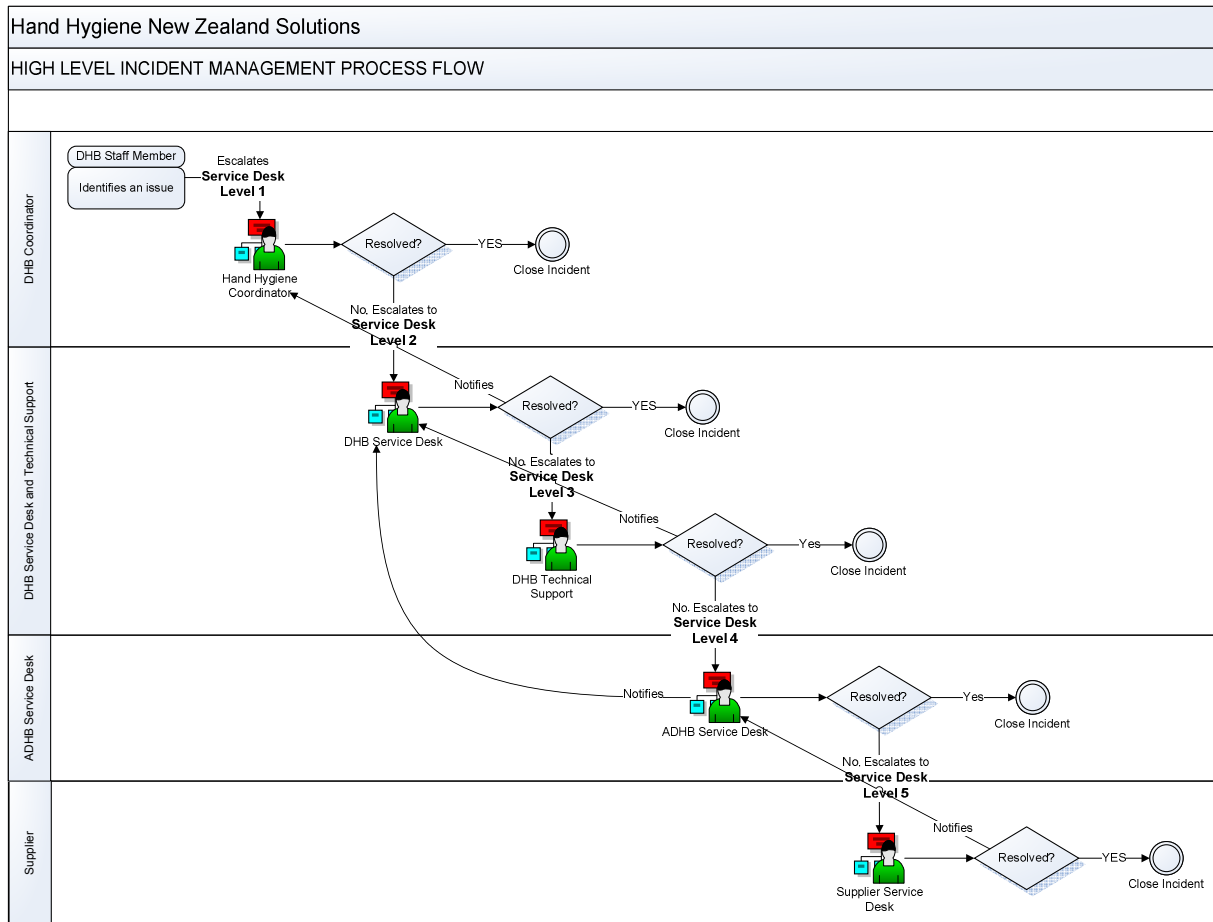 Hand Hygiene New Zealand Solutions
HIGH LEVEL INCIDENT MANAGEMENT PROCESS FLOW
DHB Coordinator
DHB Staff Member
Identifies an issue
Escalates
Service Desk
Level 1
Hand Hygiene
Coordinator
Resolved?
YES
Close Incident
No. Escalates to
Service Desk
Level 2
DHB Service Desk and Technical Support
DHB Service Desk
Notifies
Resolved?
YES
Close Incident
No. Escalates to
Service Desk
Level 3
DHB Technical
Support
Notifies
Resolved?
Yes
Close Incident
No. Escalates to
Service Desk
Level 4
ADHB Service Desk
Notifies
ADHB Service Desk
Resolved?
Yes
Close Incident
No. Escalates to
Service Desk
Level 5
Supplier
Supplier Service
Desk
Notifies
Resolved?
YES
Close Incident